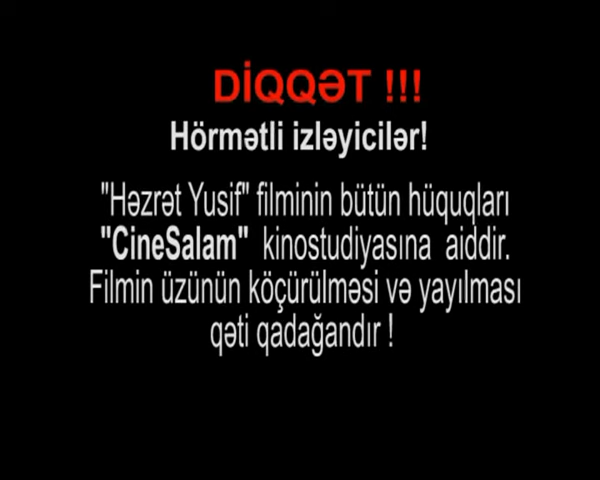 DİQQƏT !!!
Hörmətli izləyicilər!
"Həzrət Yusif" filminin bütün hüquqları
"CineSalam" kinostudiyasına aiddir.
Filmin üzünün köçürülməsi və yayılması
qəti qadağandır !